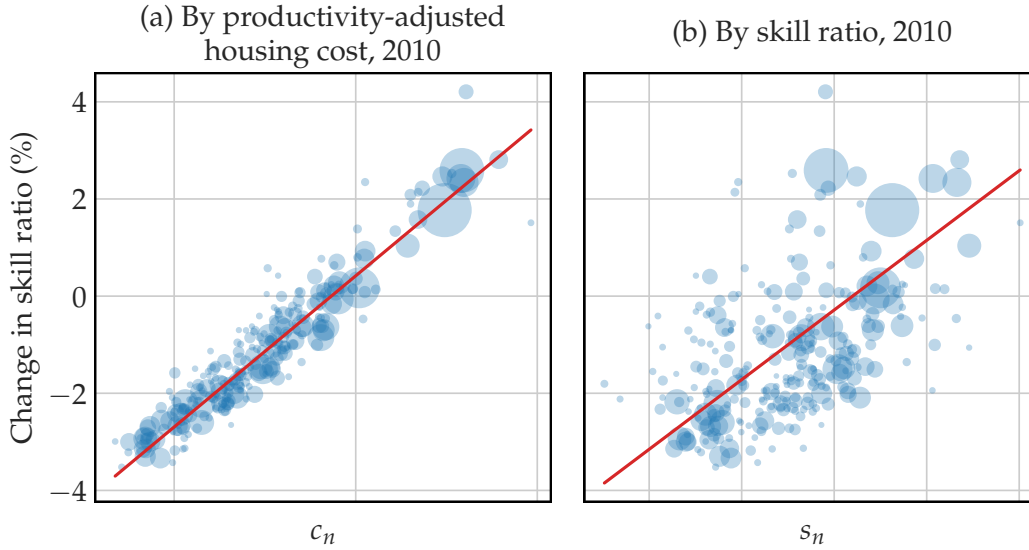 (a) By productivity-adjusted
housing cost, 2010
(b) By skill ratio, 2010
Change in skill ratio (%)
4
2
0
−2
−4
c_n
s_n